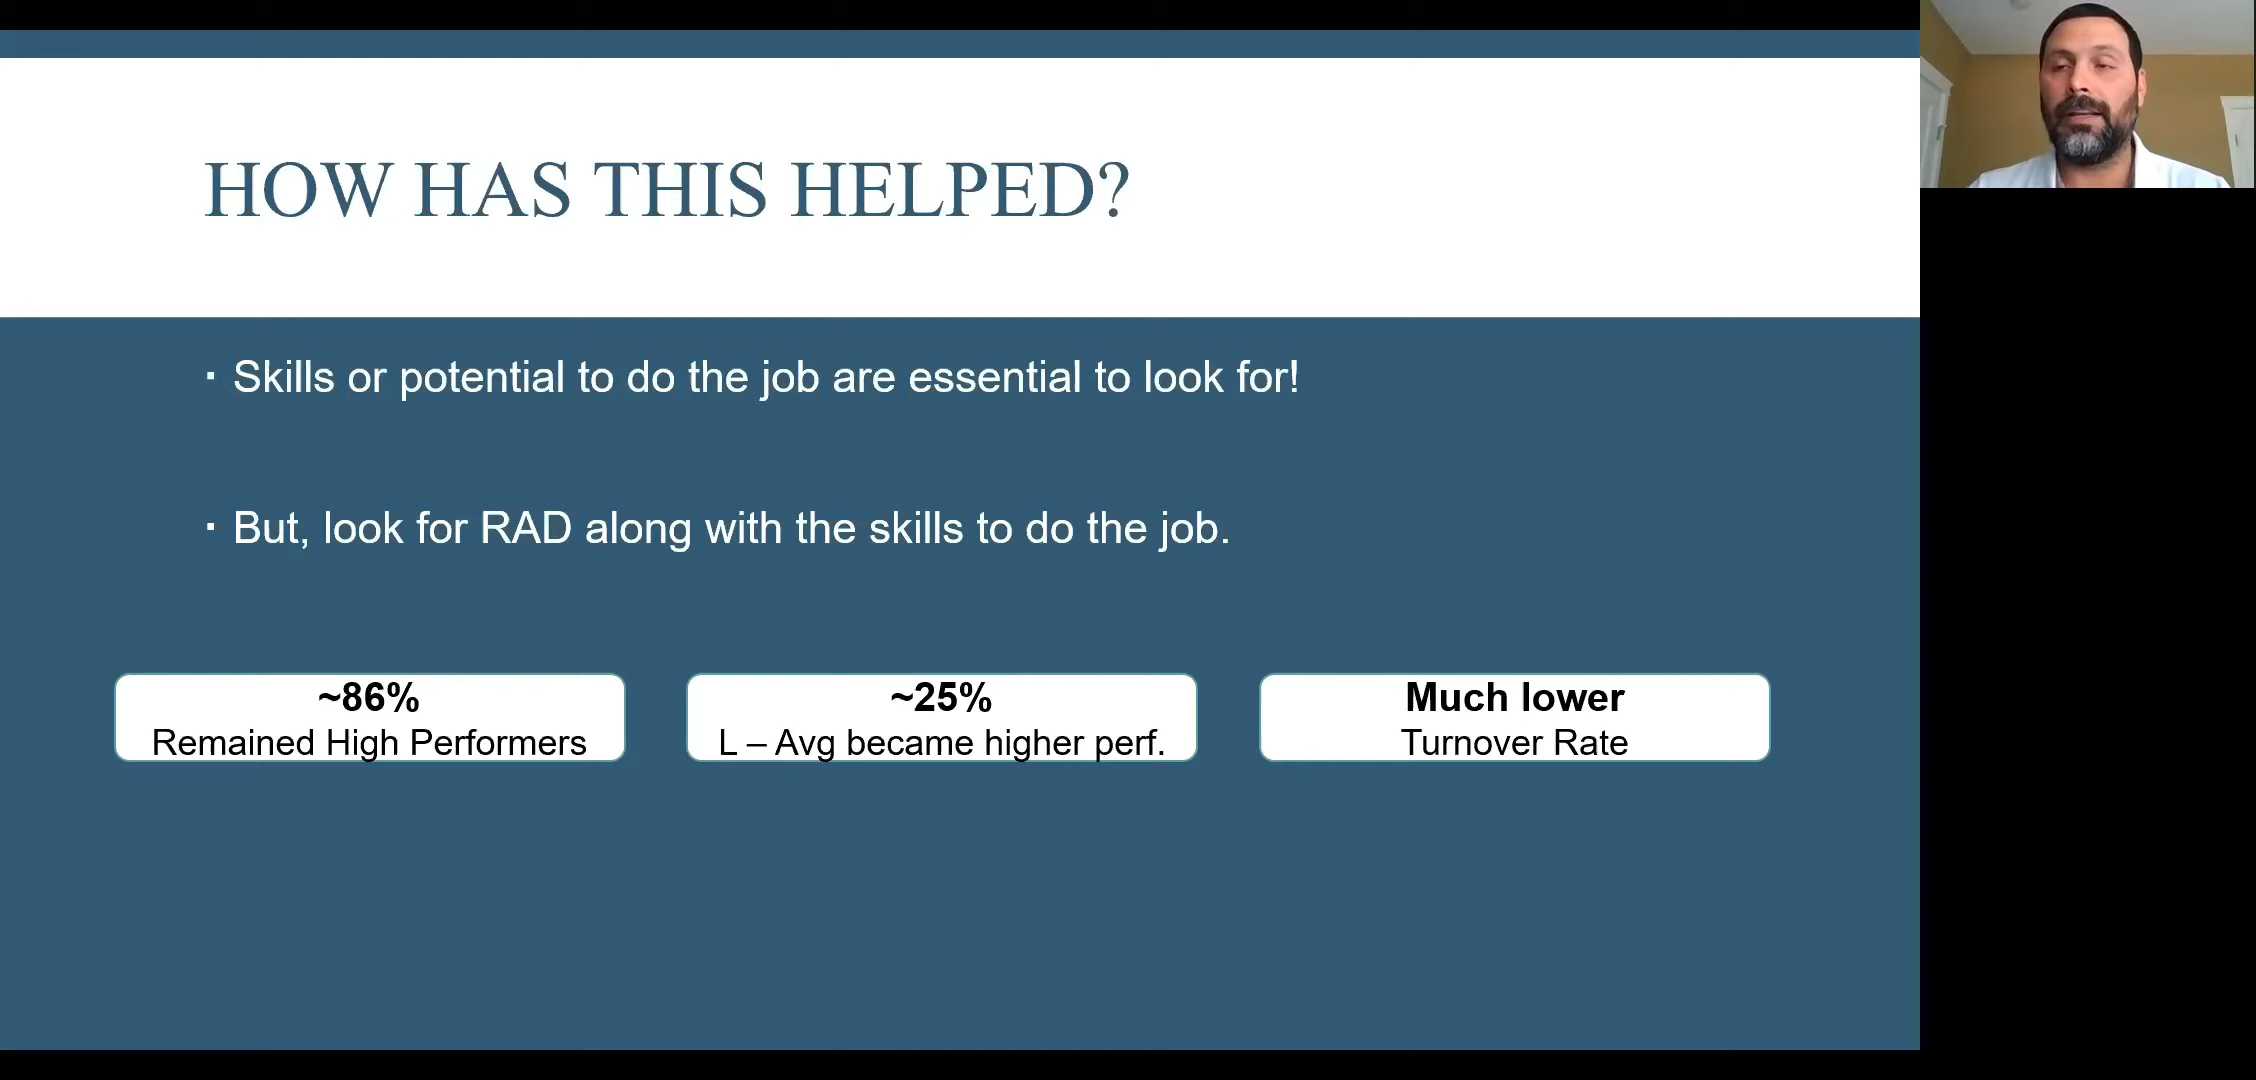 HOW HAS THIS HELPED?
▪ Skills or potential to do the job are essential to look for!
▪ But, look for RAD along with the skills to do the job.
~86%
Remained High Performers
~25%
L – Avg became higher perf.
Much lower
Turnover Rate